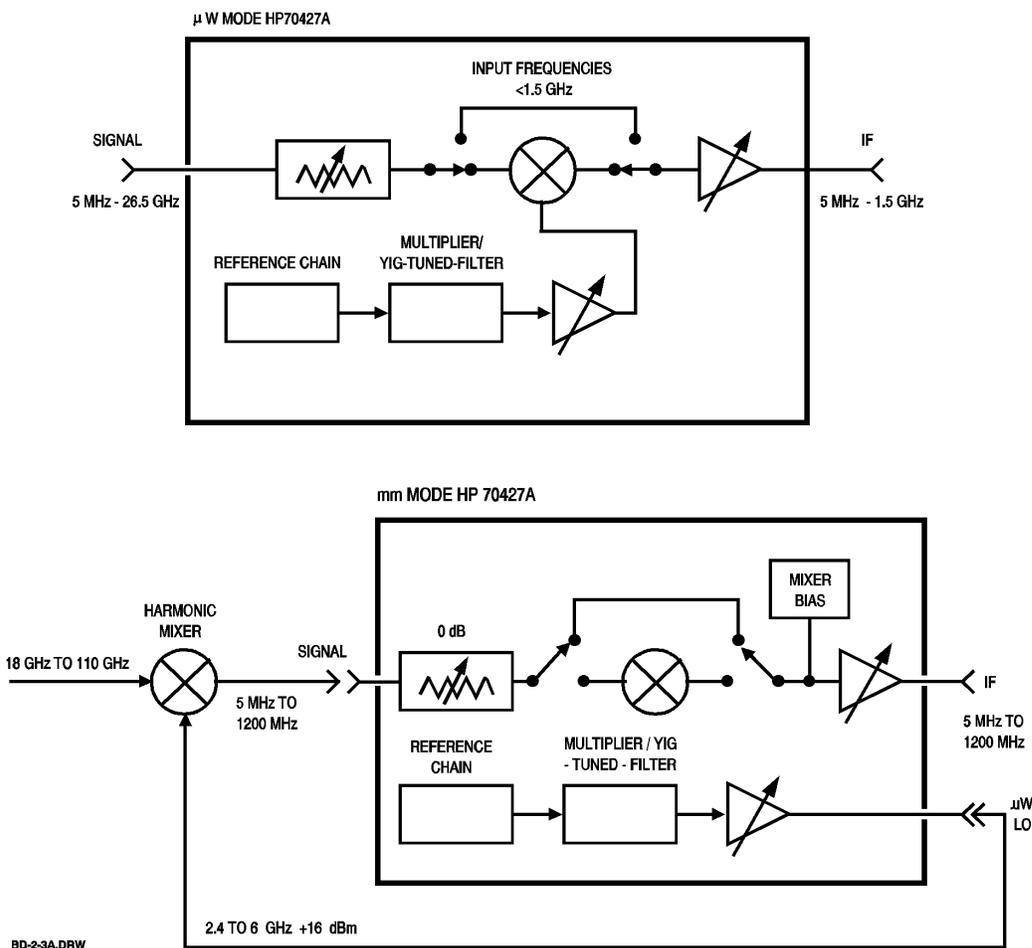 µ W MODE HP70427A
INPUT FREQUENCIES
<1.5 GHz
SIGNAL
IF
5 MHz - 26.5 GHz
5 MHz - 1.5 GHz
MULTIPLIER/
REFERENCE CHAIN
YIG-TUNED-FILTER
mm MODE HP 70427A
MIXER
BIAS
HARMONIC
MIXER
0 dB
SIGNAL
18 GHz TO 110 GHz
IF
5 MHz TO
1200 MHz
5 MHz TO
1200 MHz
REFERENCE
CHAIN
MULTIPLIER / YIG
- TUNED - FILTER
µW
LO
2.4 TO 6 GHz +16 dBm
BD-2-3A.DRW